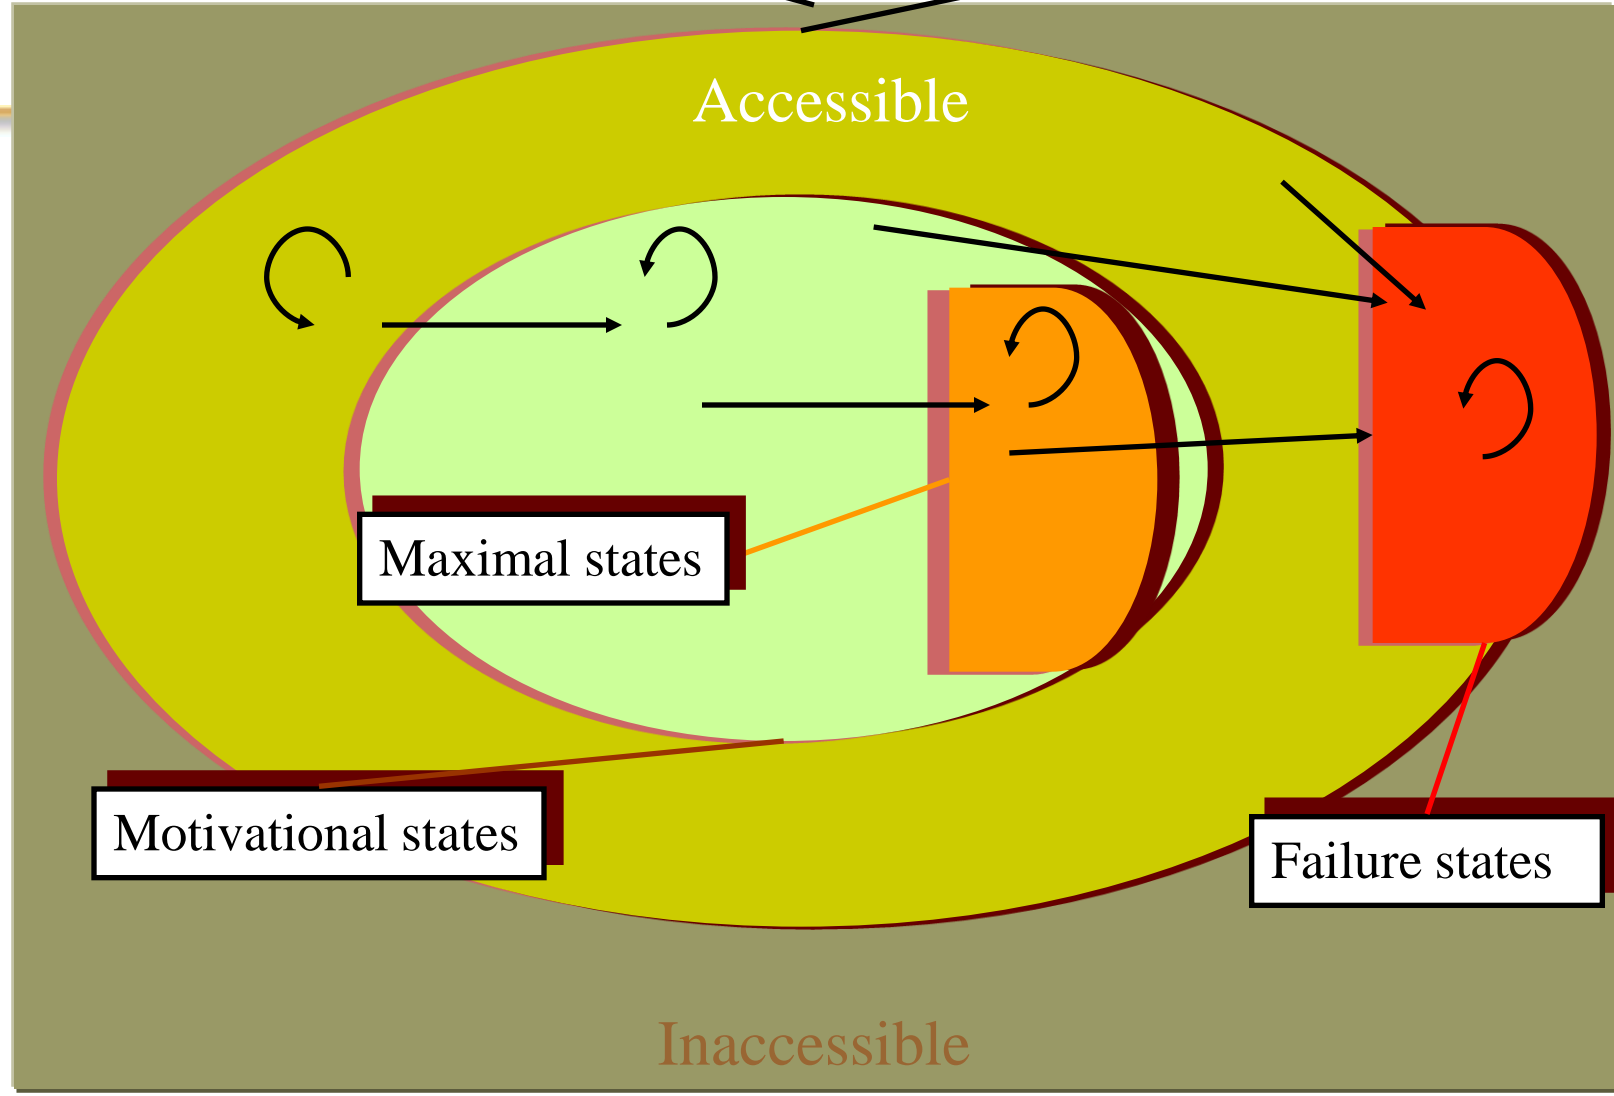 Accessible
Maximal states
Motivational states
Failure states
Inaccessible